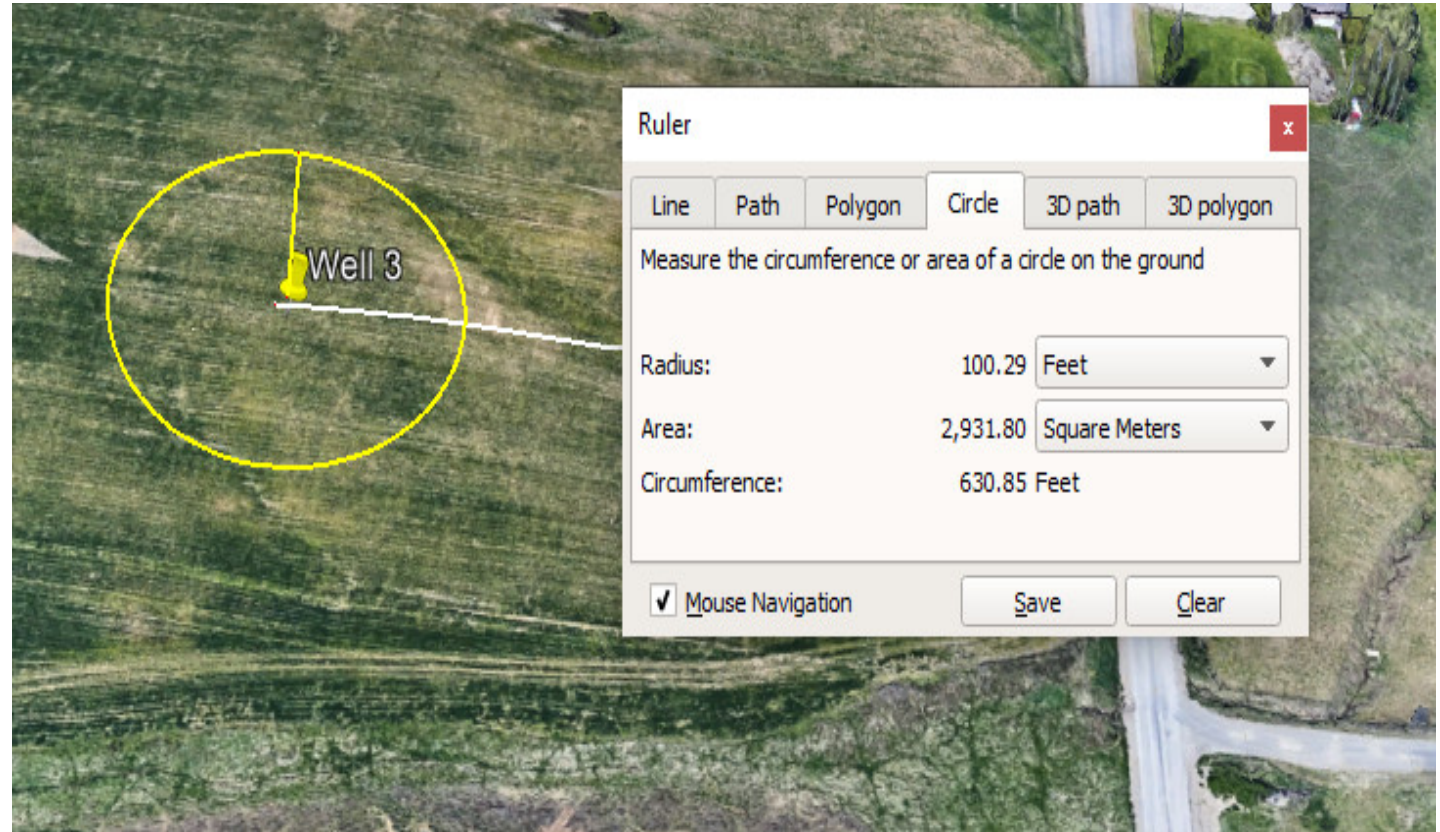 Well 3
Ruler
x
Line Path Polygon Circle 3D path 3D polygon
Measure the circumference or area of a circle on the ground
Radius: 100.29 Feet
Area: 2,931.80 Square Meters
Circumference: 630.85 Feet
Mouse Navigation Save Clear